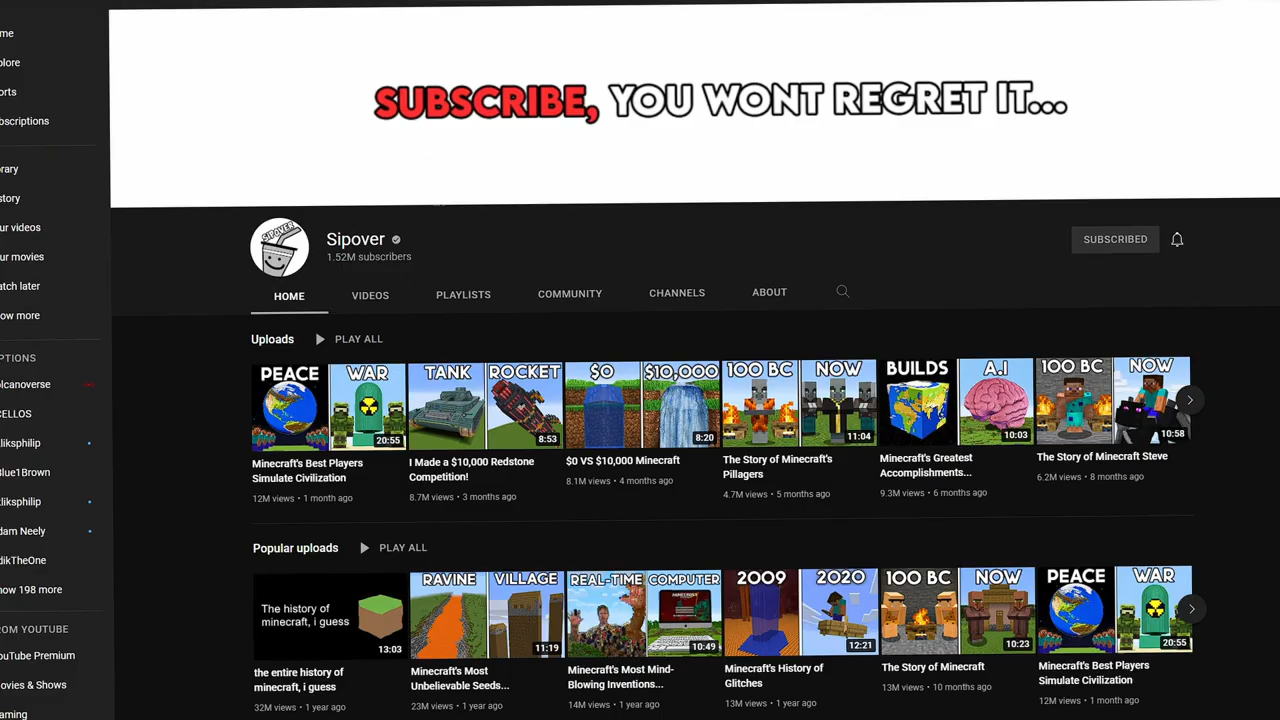 SUBSCRIBE, YOU WONT REGRET IT...
me
plore
orts
bscriptions
rary
story
ur videos
ur movies
atch later
ow more
PTIONS
olcanoverse
CELLOS
liksphilip
Blue1Brown
liksphilip
dam Neely
dikTheOne
how 198 more
ROM YOUTUBE
ouTube Premium
ovies & Shows
aming
SIPOVER
Sipover
1.52M subscribers
SUBSCRIBED
HOME VIDEOS PLAYLISTS COMMUNITY CHANNELS ABOUT
Uploads PLAY ALL
PEACE WAR
20:55
Minecraft's Best Players
Simulate Civilization
12M views • 1 month ago
TANK ROCKET
8:53
I Made a $10,000 Redstone
Competition!
8.7M views • 3 months ago
$0 $10,000
8:20
$0 VS $10,000 Minecraft
8.1M views • 4 months ago
100 BC NOW
11:04
The Story of Minecraft's
Pillagers
4.7M views • 5 months ago
BUILDS A.I
10:03
Minecraft's Greatest
Accomplishments...
9.3M views • 6 months ago
100 BC NOW
10:58
The Story of Minecraft Steve
6.2M views • 8 months ago
Popular uploads PLAY ALL
The history of
minecraft, i guess
13:03
the entire history of
minecraft, i guess
32M views • 1 year ago
RAVINE VILLAGE
11:19
Minecraft's Most
Unbelievable Seeds...
23M views • 1 year ago
REAL-TIME COMPUTER
10:49
Minecraft's Most Mind-
Blowing Inventions...
14M views • 1 year ago
2009 2020
12:21
Minecraft's History of
Glitches
13M views • 1 year ago
100 BC NOW
10:23
The Story of Minecraft
13M views • 10 months ago
PEACE WAR
20:55
Minecraft's Best Players
Simulate Civilization
12M views • 1 month ago